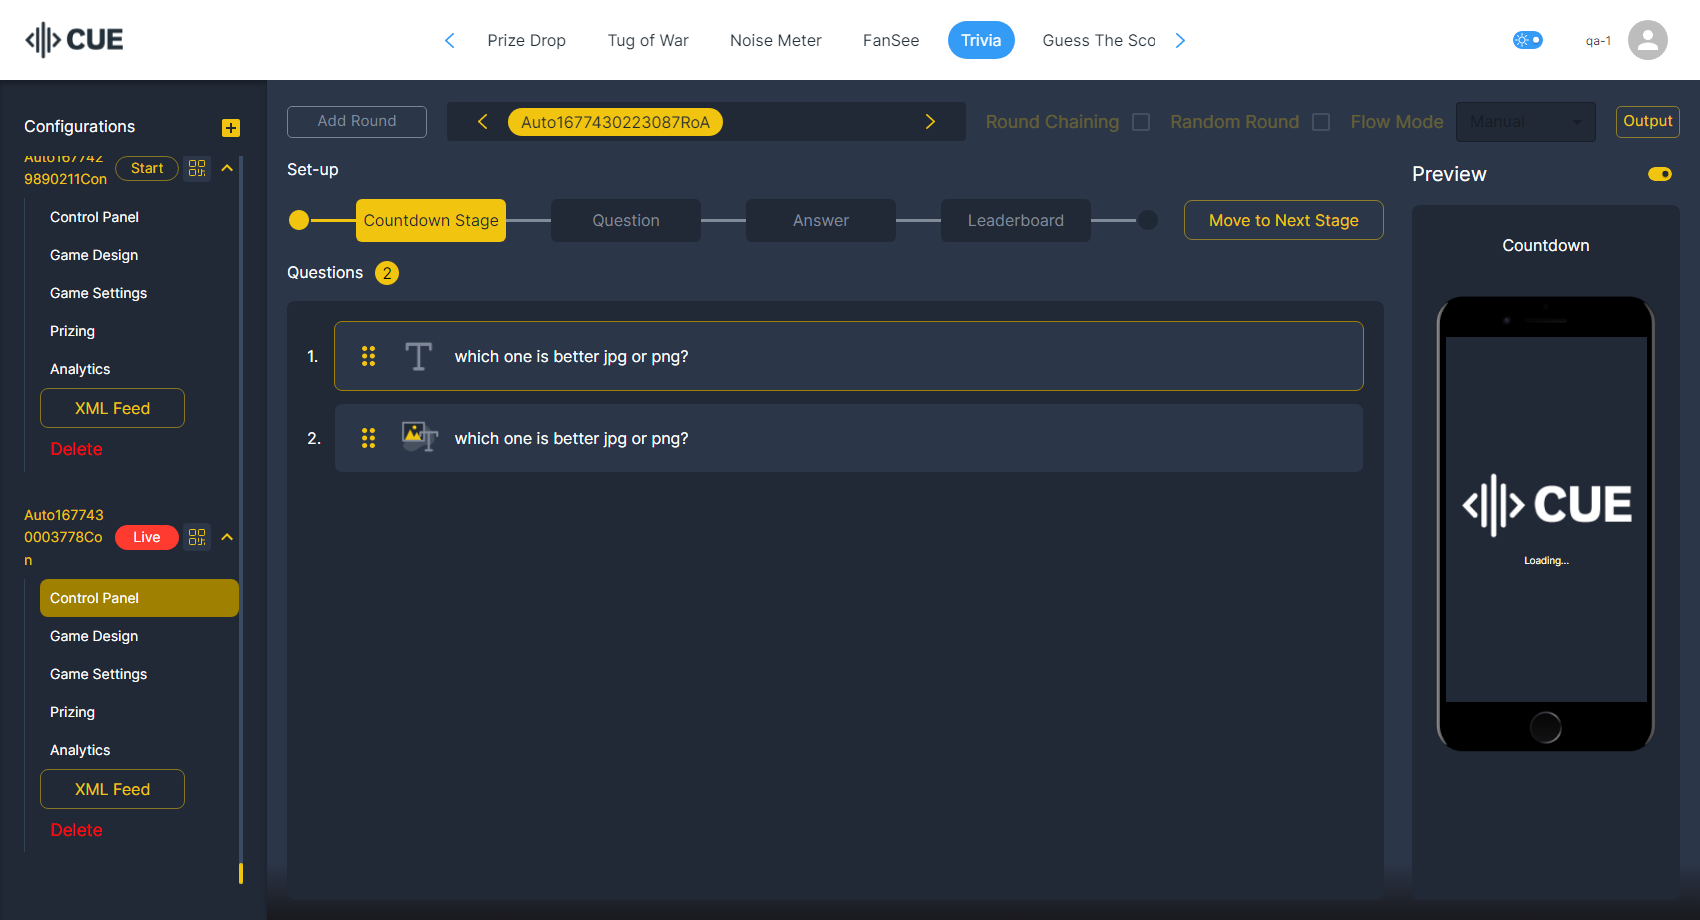 CUE
Prize Drop
Tug of War
Noise Meter
FanSee
Trivia
Guess The Sco
qa-1
Configurations
Auto167742
9890211Con
Start
Control Panel
Game Design
Game Settings
Prizing
Analytics
XML Feed
Delete
Auto167743
0003778Co
n
Live
Control Panel
Game Design
Game Settings
Prizing
Analytics
XML Feed
Delete
Add Round
Auto1677430223087RoA
Round Chaining
Random Round
Flow Mode
Manual
Output
Set-up
Countdown Stage
Question
Answer
Leaderboard
Move to Next Stage
Questions 2
1. which one is better jpg or png?
2. which one is better jpg or png?
Preview
Countdown
CUE
Loading...